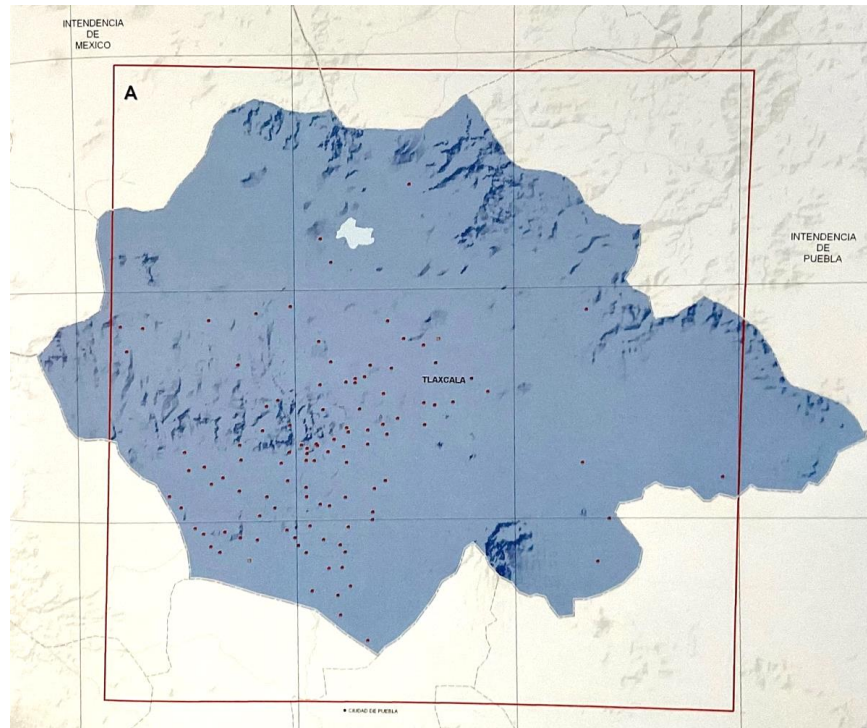 INTENDENCIA
DE
MEXICO
A
INTENDENCIA
DE
PUEBLA
TLAXCALA
CIUDAD DE PUEBLA